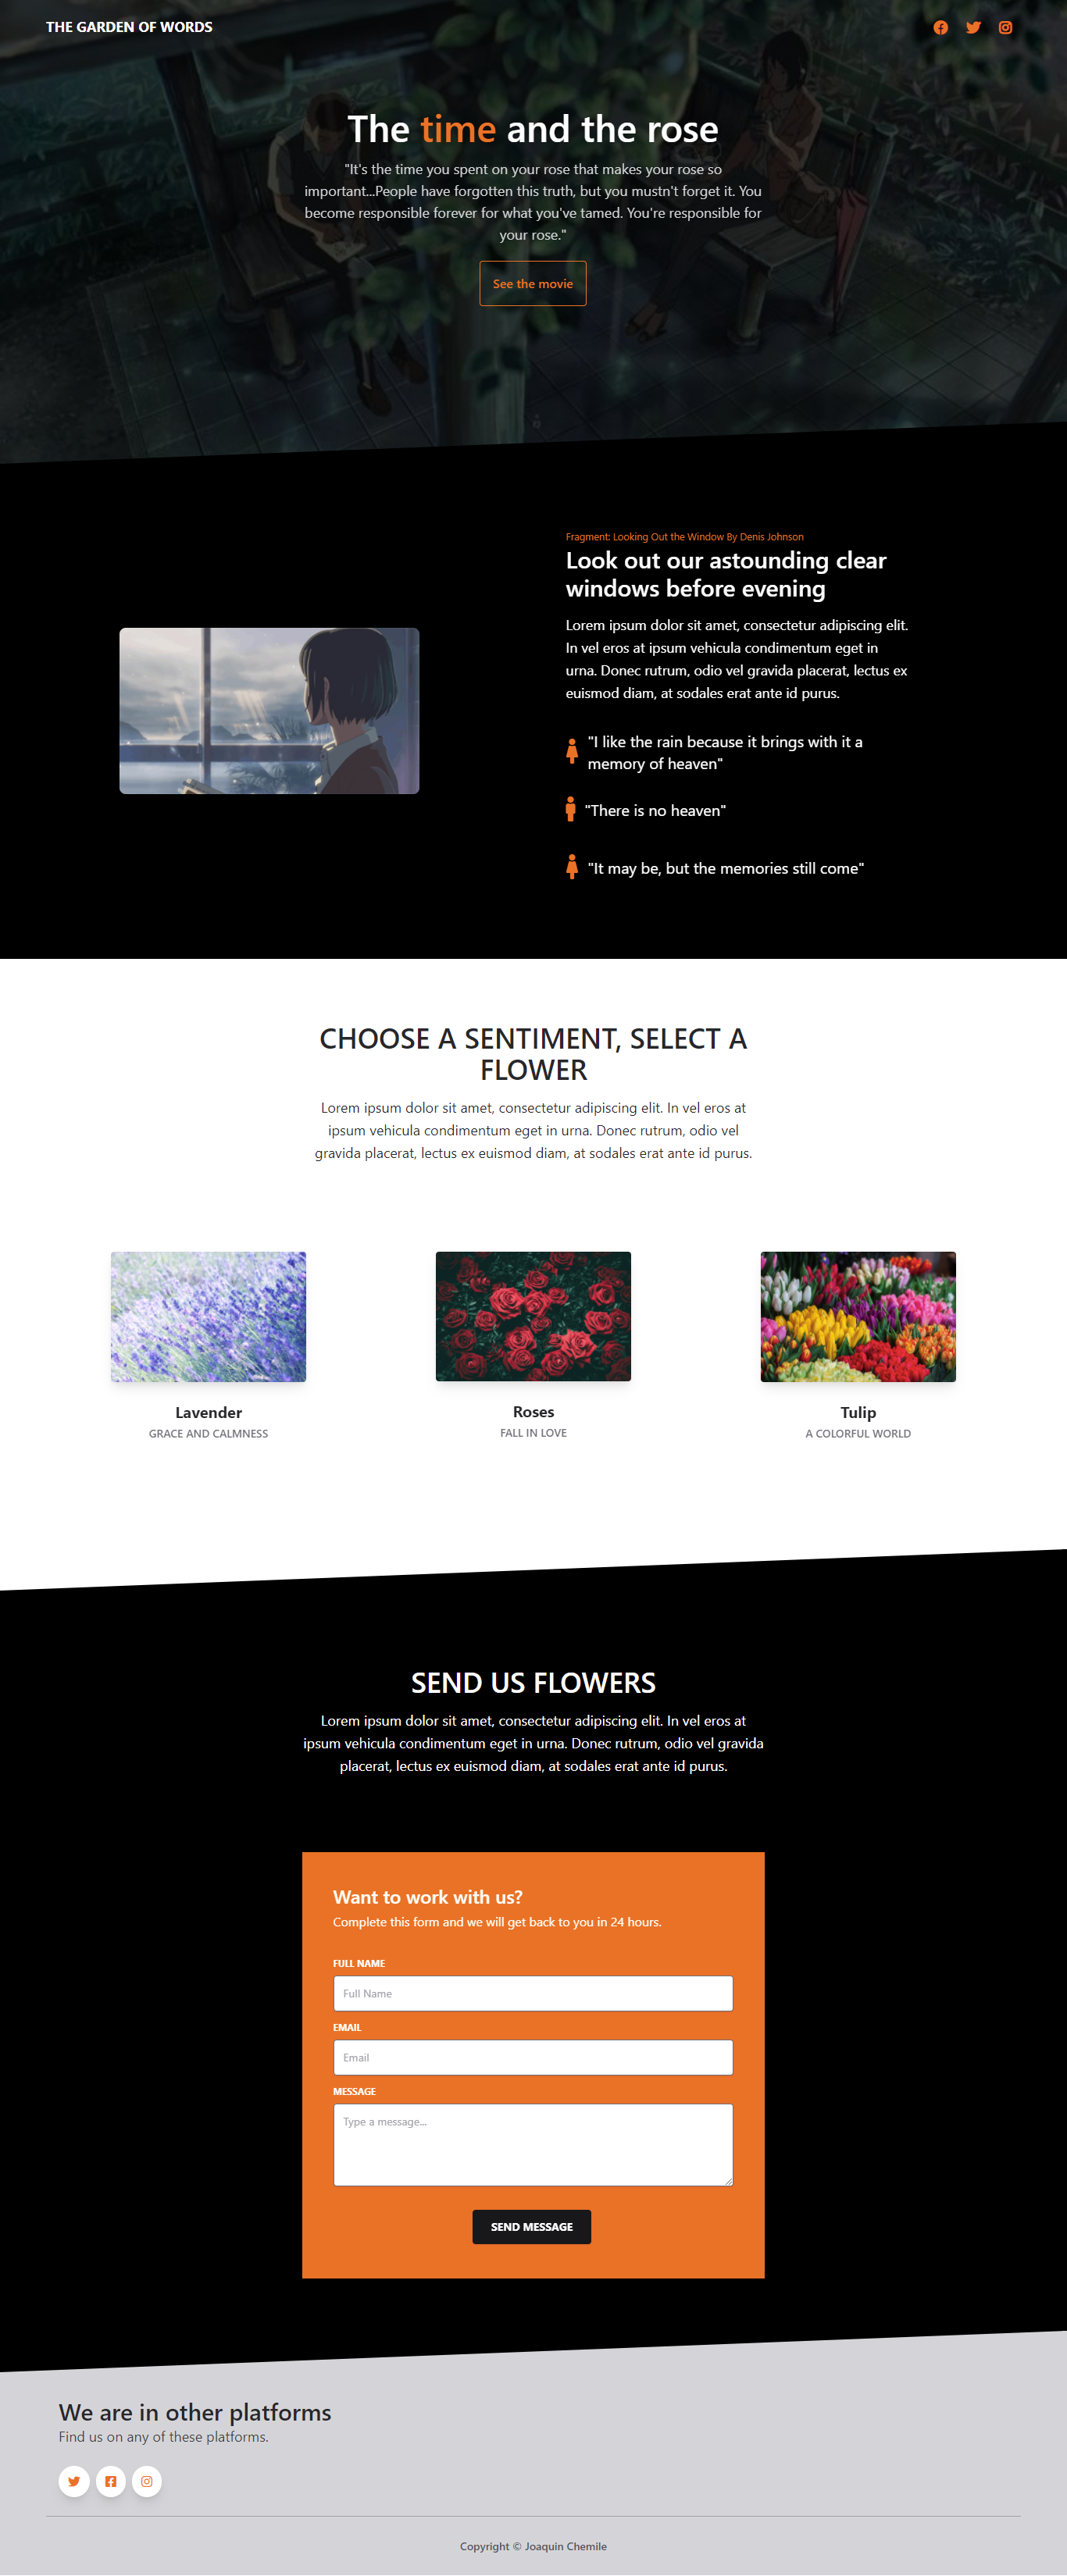 THE GARDEN OF WORDS
The time and the rose
"It's the time you spent on your rose that makes your rose so
important...People have forgotten this truth, but you mustn't forget it. You
become responsible forever for what you've tamed. You're responsible for
your rose."
See the movie
Fragment: Looking Out the Window By Denis Johnson
Look out our astounding clear
windows before evening
Lorem ipsum dolor sit amet, consectetur adipiscing elit.
In vel eros at ipsum vehicula condimentum eget in
urna. Donec rutrum, odio vel gravida placerat, lectus ex
euismod diam, at sodales erat ante id purus.
"I like the rain because it brings with it a
memory of heaven"
"There is no heaven"
"It may be, but the memories still come"
CHOOSE A SENTIMENT, SELECT A
FLOWER
Lorem ipsum dolor sit amet, consectetur adipiscing elit. In vel eros at
ipsum vehicula condimentum eget in urna. Donec rutrum, odio vel
gravida placerat, lectus ex euismod diam, at sodales erat ante id purus.
Lavender
GRACE AND CALMNESS
Roses
FALL IN LOVE
Tulip
A COLORFUL WORLD
SEND US FLOWERS
Lorem ipsum dolor sit amet, consectetur adipiscing elit. In vel eros at
ipsum vehicula condimentum eget in urna. Donec rutrum, odio vel gravida
placerat, lectus ex euismod diam, at sodales erat ante id purus.
Want to work with us?
Complete this form and we will get back to you in 24 hours.
FULL NAME
Full Name
EMAIL
Email
MESSAGE
Type a message...
SEND MESSAGE
We are in other platforms
Find us on any of these platforms.
Copyright © Joaquin Chemile